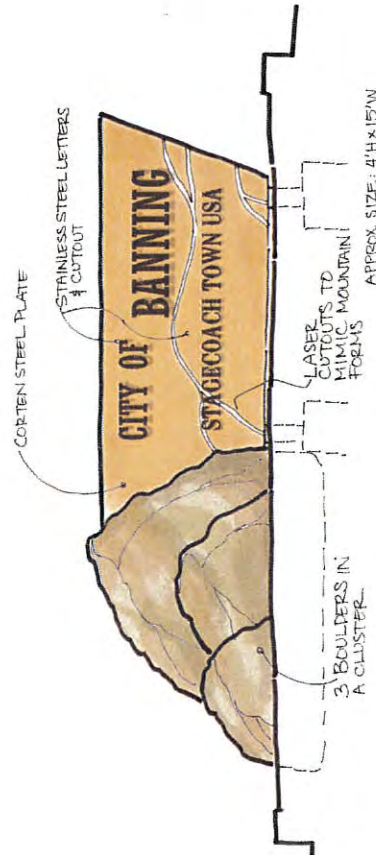 CORTEN STEEL PLATE
STAINLESS STEEL LETTERS
& CUTOUT
CITY OF BANNING
STAGECOACH TOWN USA
LASER
CUTOUTS TO
MIMIC MOUNTAIN
FORMS
3 BOULDERS IN
A CLUSTER
APPROX. SIZE: 4'H x 15'W